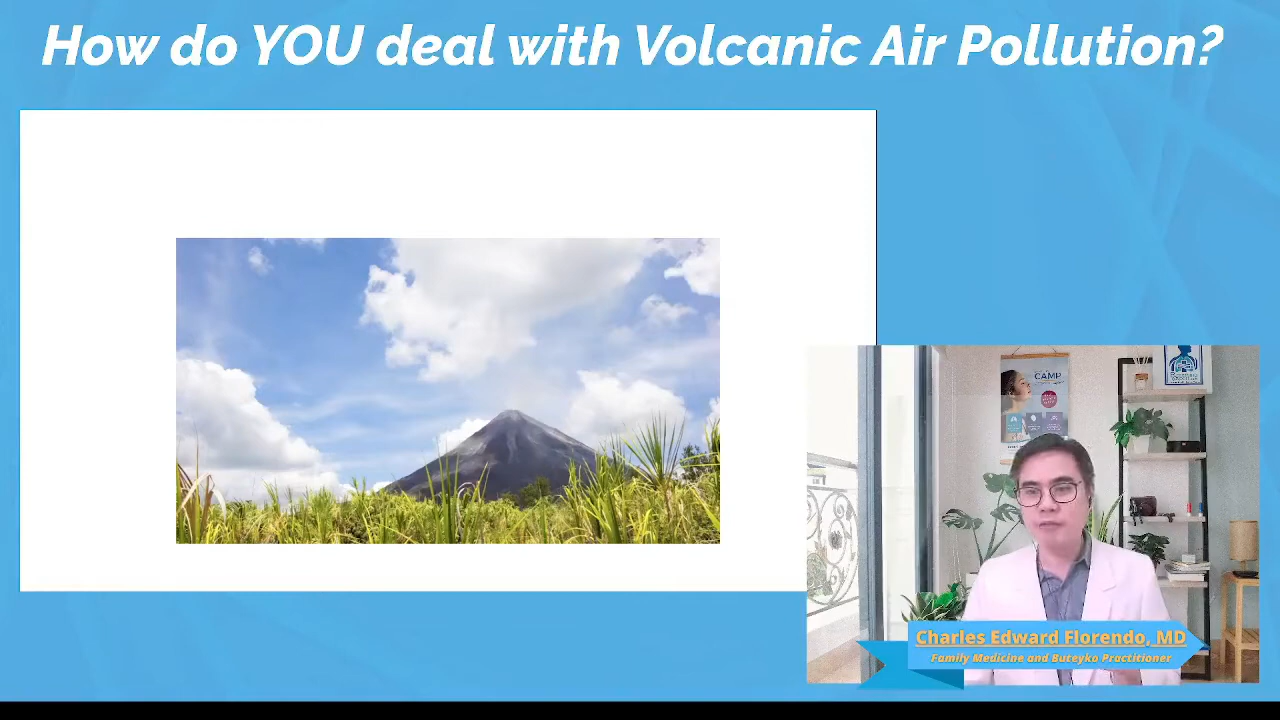 How do YOU deal with Volcanic Air Pollution?
CAMP
Charles Edward Florendo, MD
Family Medicine and Buteyko Practitioner